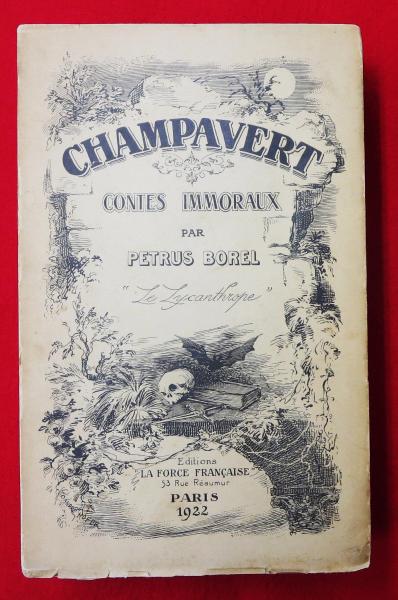 CHAMPAVERT
CONTES IMMORAUX
PAR
PETRUS BOREL
"Le Lycanthrope"
Editions
LA FORCE FRANÇAISE
53 Rue Réaumur
PARIS
1922